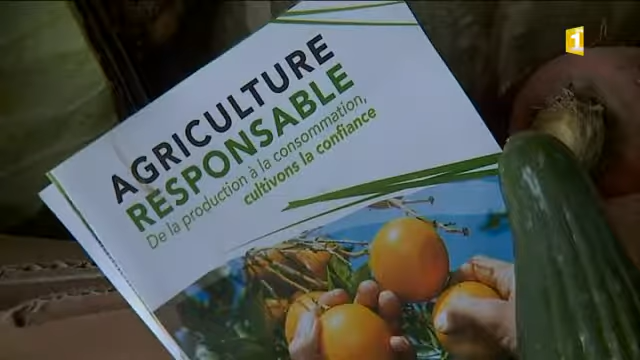 1
AGRICULTURE
RESPONSABLE
De la production à la consommation,
cultivons la confiance